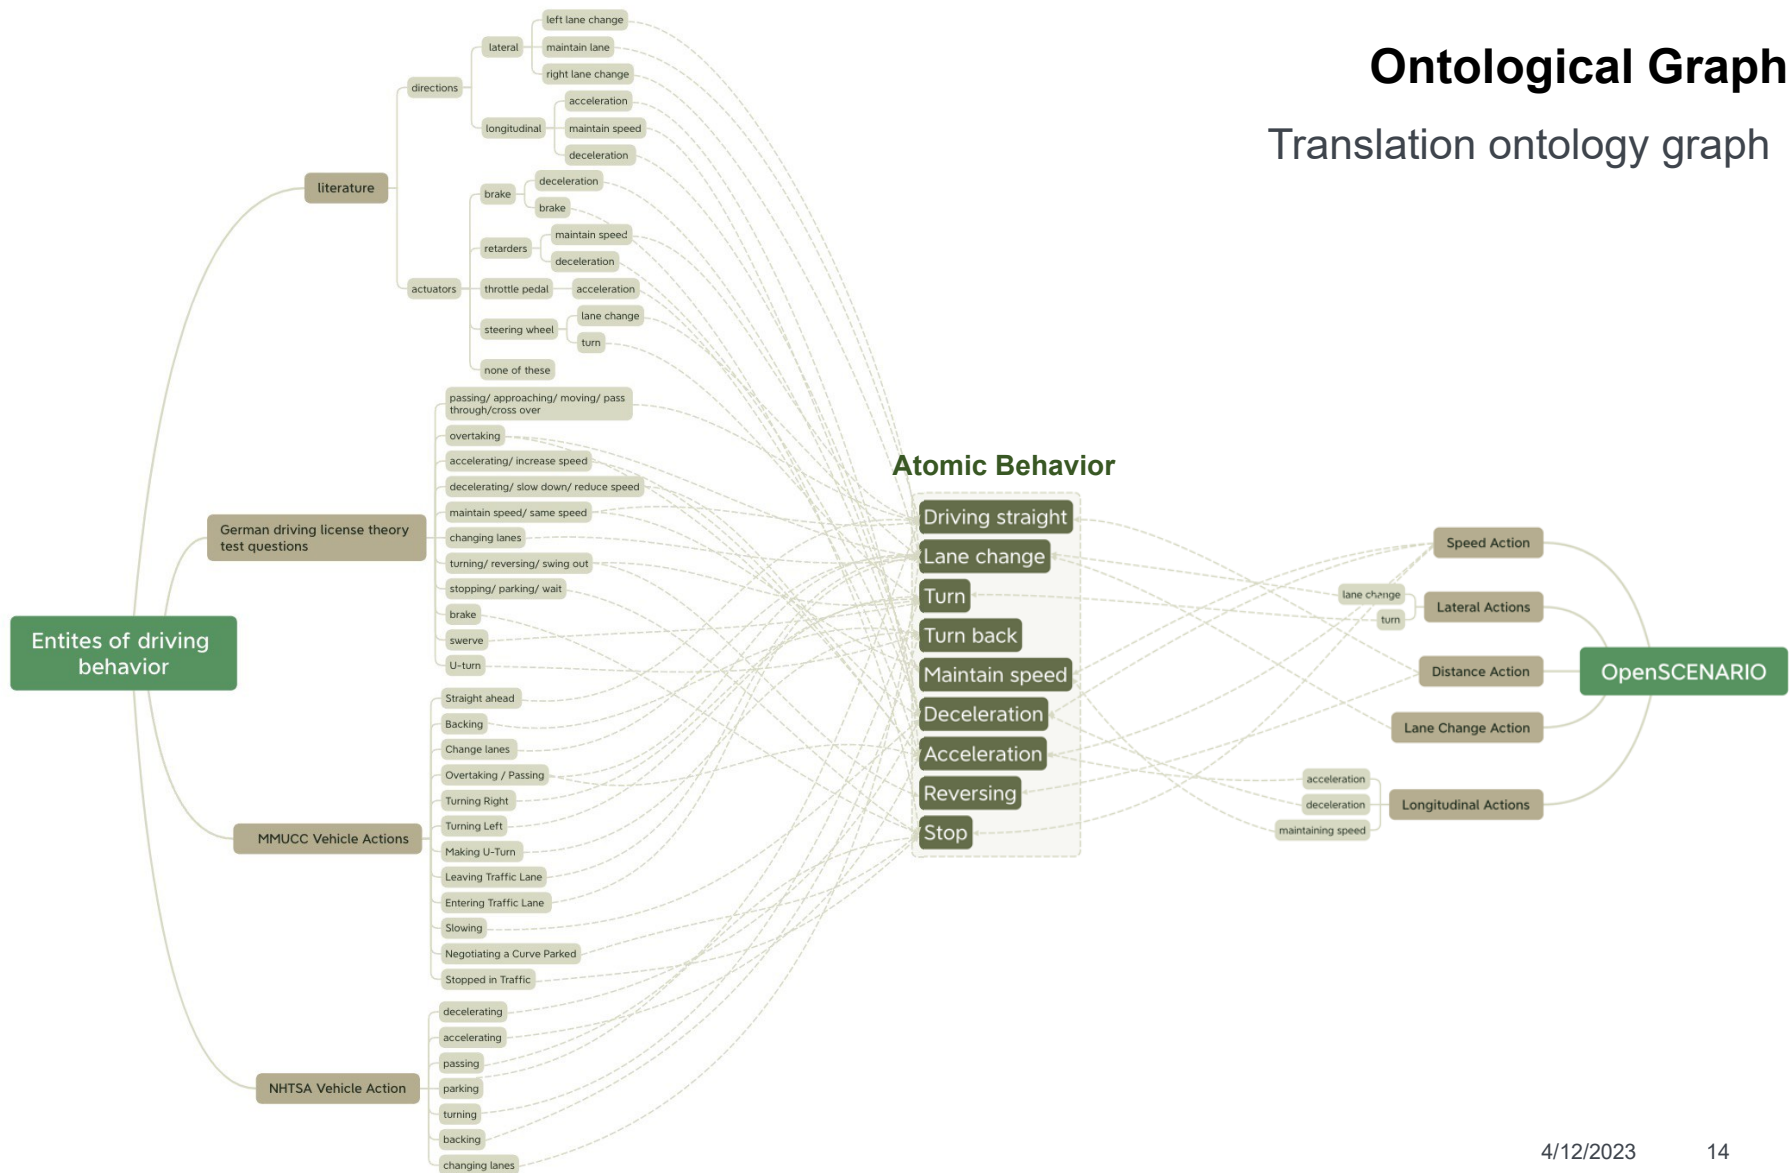 Ontological Graph
Translation ontology graph
left lane change
lateral
maintain lane
right lane change
directions
acceleration
longitudinal
maintain speed
deceleration
literature
deceleration
brake
brake
maintain speed
retarders
deceleration
actuators
throttle pedal
acceleration
lane change
steering wheel
turn
none of these
passing/ approaching/ moving/ pass
through/cross over
overtaking
accelerating/ increase speed
decelerating/ slow down/ reduce speed
maintain speed/ same speed
German driving license theory
test questions
changing lanes
turning/ reversing/ swing out
stopping/ parking/ wait
brake
swerve
U-turn
Entites of driving
behavior
Straight ahead
Backing
Change lanes
Overtaking / Passing
Turning Right
Turning Left
MMUCC Vehicle Actions
Making U-Turn
Leaving Traffic Lane
Entering Traffic Lane
Slowing
Negotiating a Curve Parked
Stopped in Traffic
decelerating
accelerating
passing
NHTSA Vehicle Action
parking
turning
backing
changing lanes
Atomic Behavior
Driving straight
Lane change
Turn
Turn back
Maintain speed
Deceleration
Acceleration
Reversing
Stop
Speed Action
lane change
Lateral Actions
turn
Distance Action
OpenSCENARIO
Lane Change Action
acceleration
deceleration
Longitudinal Actions
maintaining speed
4/12/2023
14